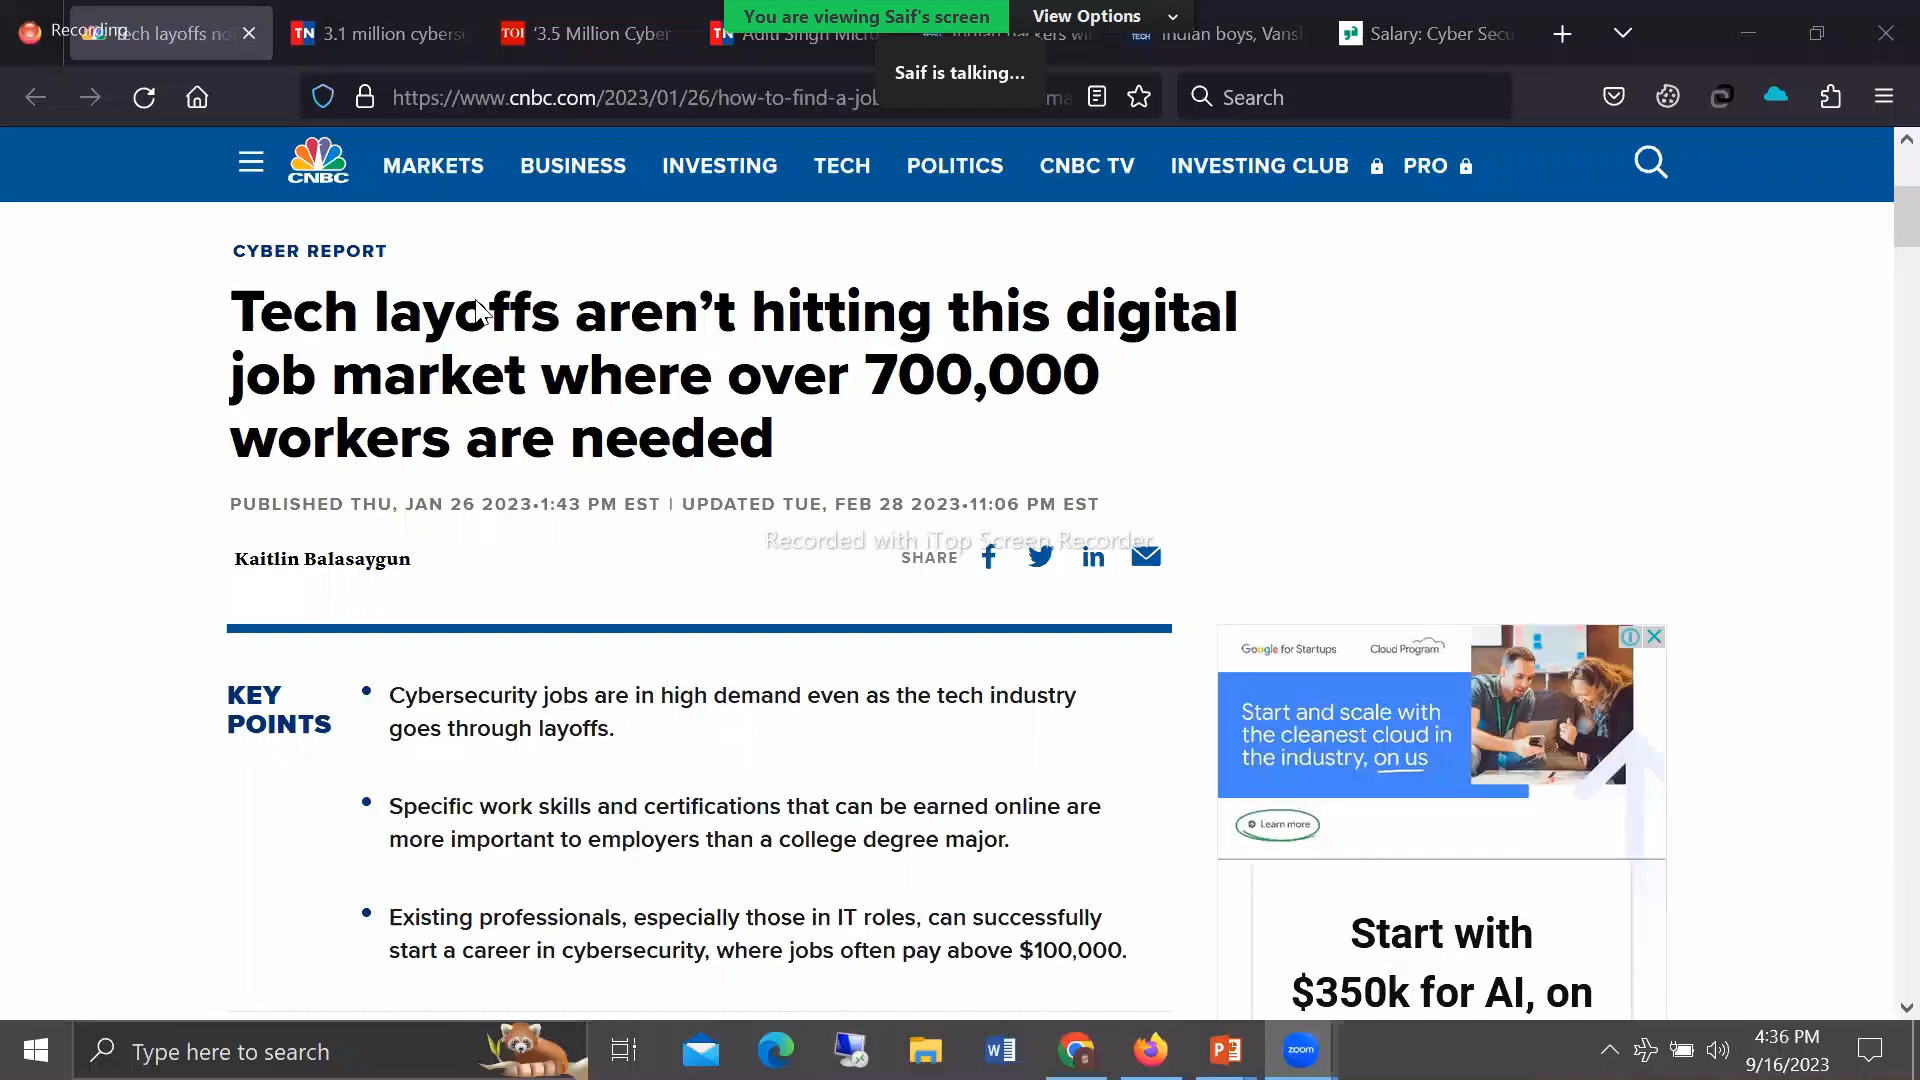 Recording
Tech layoffs no
3.1 million cybers
TOI
'3.5 Million Cyber
Aditi Singh Micro
Indian boys, Vans
Salary: Cyber Secu
You are viewing Saif's screen
View Options
Saif is talking...
https://www.cnbc.com/2023/01/26/how-to-find-a-jo
Search
CNBC
MARKETS
BUSINESS
INVESTING
TECH
POLITICS
CNBC TV
INVESTING CLUB
PRO
CYBER REPORT
Tech layoffs aren't hitting this digital
job market where over 700,000
workers are needed
PUBLISHED THU, JAN 26 2023•1:43 PM EST | UPDATED TUE, FEB 28 2023•11:06 PM EST
Recorded with iTop Screen Recorder
Kaitlin Balasaygun
SHARE
KEY
POINTS
Cybersecurity jobs are in high demand even as the tech industry
goes through layoffs.
Specific work skills and certifications that can be earned online are
more important to employers than a college degree major.
Existing professionals, especially those in IT roles, can successfully
start a career in cybersecurity, where jobs often pay above $100,000.
Google for Startups
Cloud Program
Start and scale with
the cleanest cloud in
the industry, on us
Learn more
Start with
$350k for AI, on
Type here to search
zoom
4:36 PM
9/16/2023